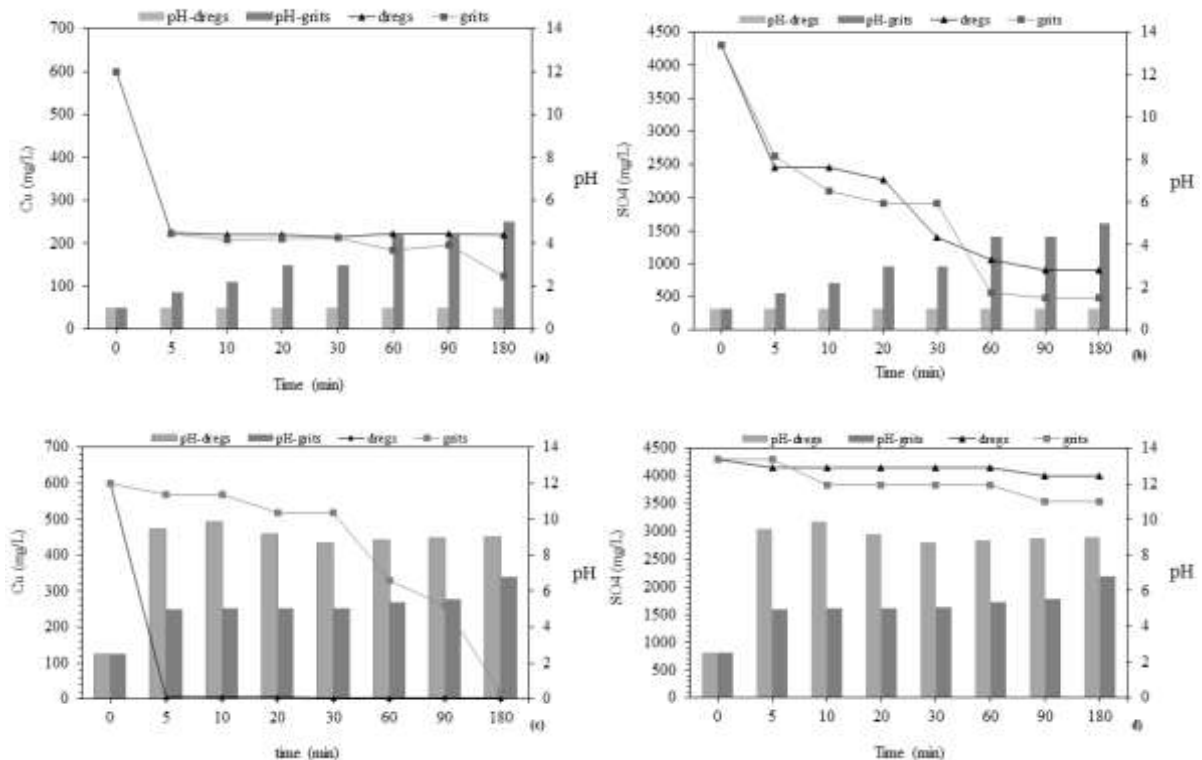 pH-dregs pH-grits dregs grits
700 14
600 12
500 10
400 8
300 6
200 4
100 2
0 0
Cu (mg/L)
pH
0 5 10 20 30 60 90 180
(a)
Time (min)
pH-dregs pH-grits dregs grits
4500 14
4000 12
3500 10
3000 8
2500 6
2000 4
1500 2
1000 0
500
0
SO4 (mg/L)
pH
0 5 10 20 30 60 90 180
(b)
Time (min)
pH-dregs pH-grits dregs grits
700 14
600 12
500 10
400 8
300 6
200 4
100 2
0 0
Cu (mg/L)
pH
0 5 10 20 30 60 90 180
(c)
time (min)
pH-dregs pH-grits dregs grits
4500 14
4000 12
3500 10
3000 8
2500 6
2000 4
1500 2
1000 0
500
0
SO4 (mg/L)
pH
0 5 10 20 30 60 90 180
d)
Time (min)